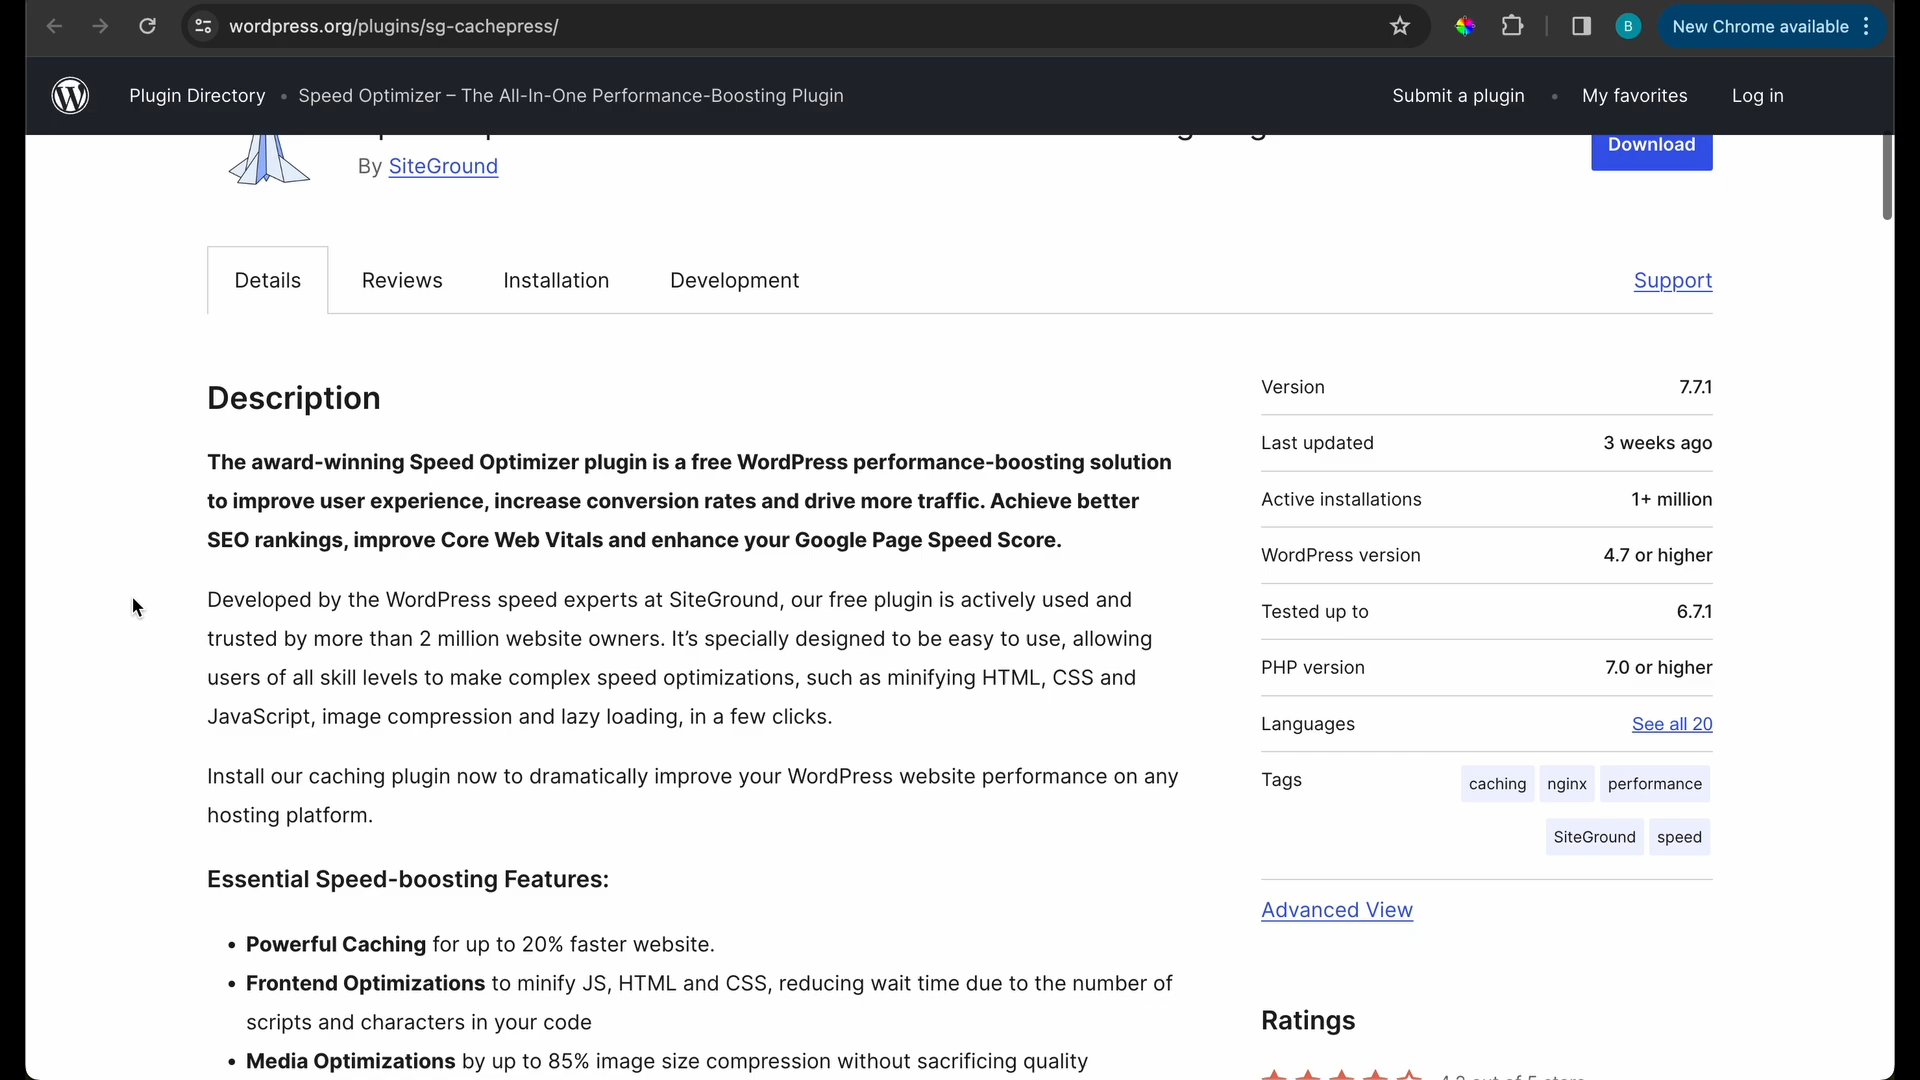 wordpress.org/plugins/sg-cachepress/
B
New Chrome available
Plugin Directory • Speed Optimizer – The All-In-One Performance-Boosting Plugin
Submit a plugin • My favorites
Log in
By SiteGround
Download
Details
Reviews
Installation
Development
Support
Description
The award-winning Speed Optimizer plugin is a free WordPress performance-boosting solution
to improve user experience, increase conversion rates and drive more traffic. Achieve better
SEO rankings, improve Core Web Vitals and enhance your Google Page Speed Score.
Developed by the WordPress speed experts at SiteGround, our free plugin is actively used and
trusted by more than 2 million website owners. It’s specially designed to be easy to use, allowing
users of all skill levels to make complex speed optimizations, such as minifying HTML, CSS and
JavaScript, image compression and lazy loading, in a few clicks.
Install our caching plugin now to dramatically improve your WordPress website performance on any
hosting platform.
Essential Speed-boosting Features:
• Powerful Caching for up to 20% faster website.
• Frontend Optimizations to minify JS, HTML and CSS, reducing wait time due to the number of
scripts and characters in your code
• Media Optimizations by up to 85% image size compression without sacrificing quality
Version 7.7.1
Last updated 3 weeks ago
Active installations 1+ million
WordPress version 4.7 or higher
Tested up to 6.7.1
PHP version 7.0 or higher
Languages See all 20
Tags caching nginx performance
SiteGround speed
Advanced View
Ratings